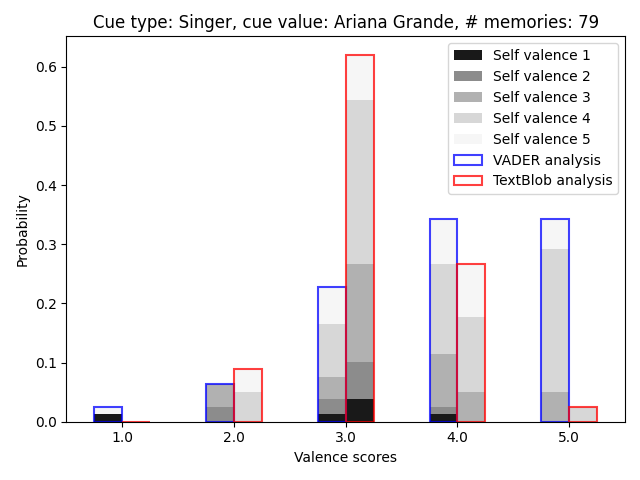 Cue type: Singer, cue value: Ariana Grande, # memories: 79
Self valence 1
Self valence 2
Self valence 3
Self valence 4
Self valence 5
VADER analysis
TextBlob analysis
Probability
0.6
0.5
0.4
0.3
0.2
0.1
0.0
1.0 2.0 3.0 4.0 5.0
Valence scores